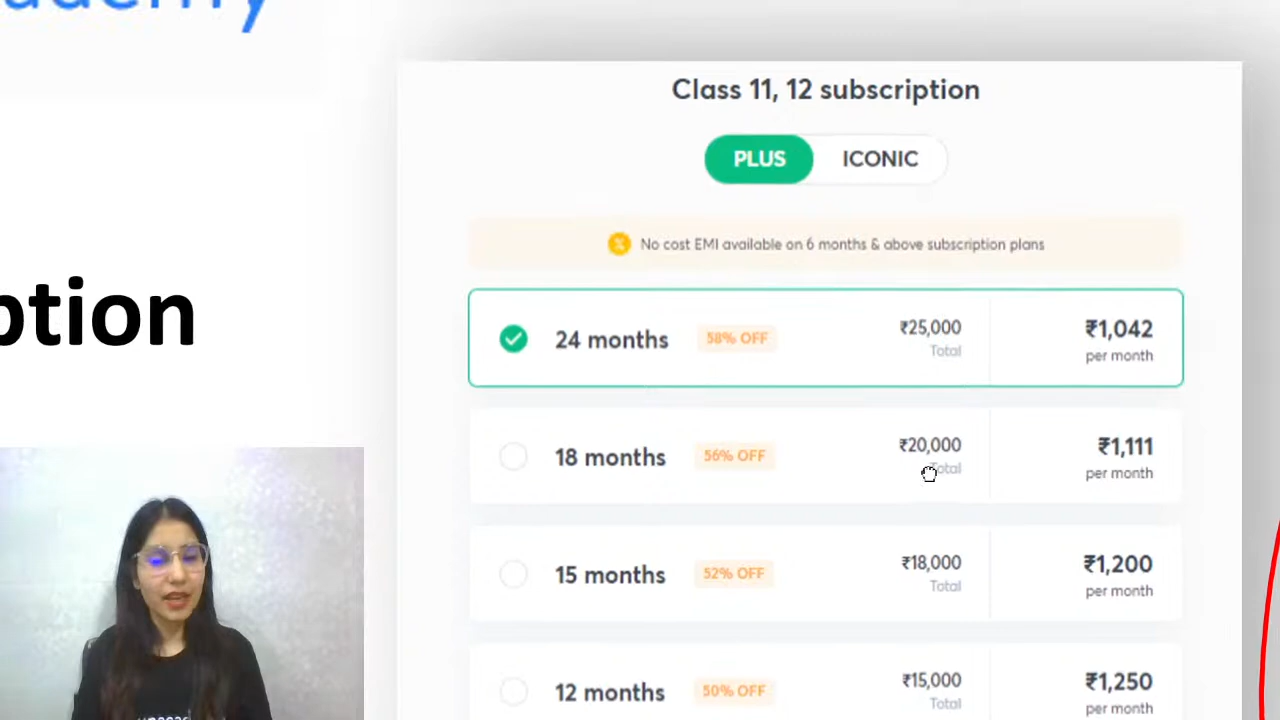 Class 11, 12 subscription
PLUS ICONIC
No cost EMI available on 6 months & above subscription plans
24 months 58% OFF ₹25,000 Total ₹1,042 per month
18 months 56% OFF ₹20,000 Total ₹1,111 per month
15 months 52% OFF ₹18,000 Total ₹1,200 per month
12 months 50% OFF ₹15,000 Total ₹1,250 per month
ption